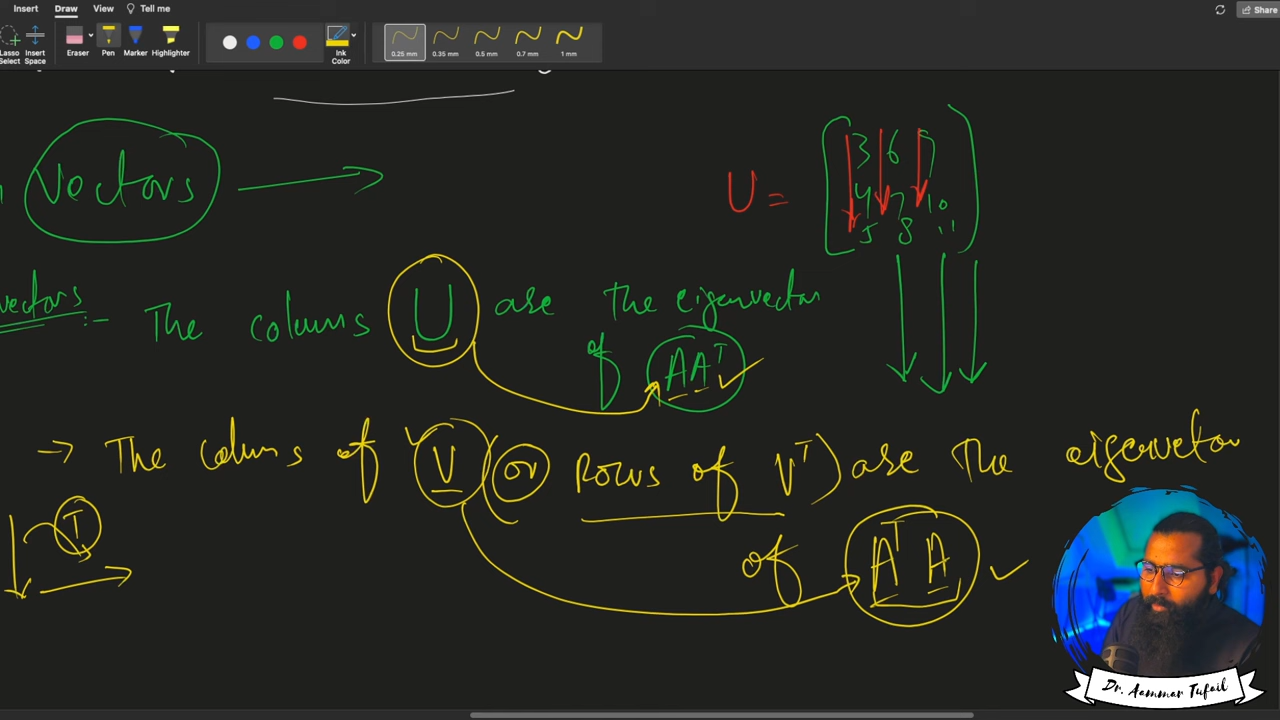 Insert Draw View Tell me
Share
Lasso Select Insert Space Eraser Pen Marker Highlighter Ink Color 0.25 mm 0.35 mm 0.5 mm 0.7 mm 1 mm
Vectors
U =
3 6
4 7 10
5 8 11
vectors :- The colums U are the eigenvector
of AAᵀ
→ The colums of V (or Rows of Vᵀ) are the eigenvector
of Aᵀ A
T
Dr. Aammar Tufail